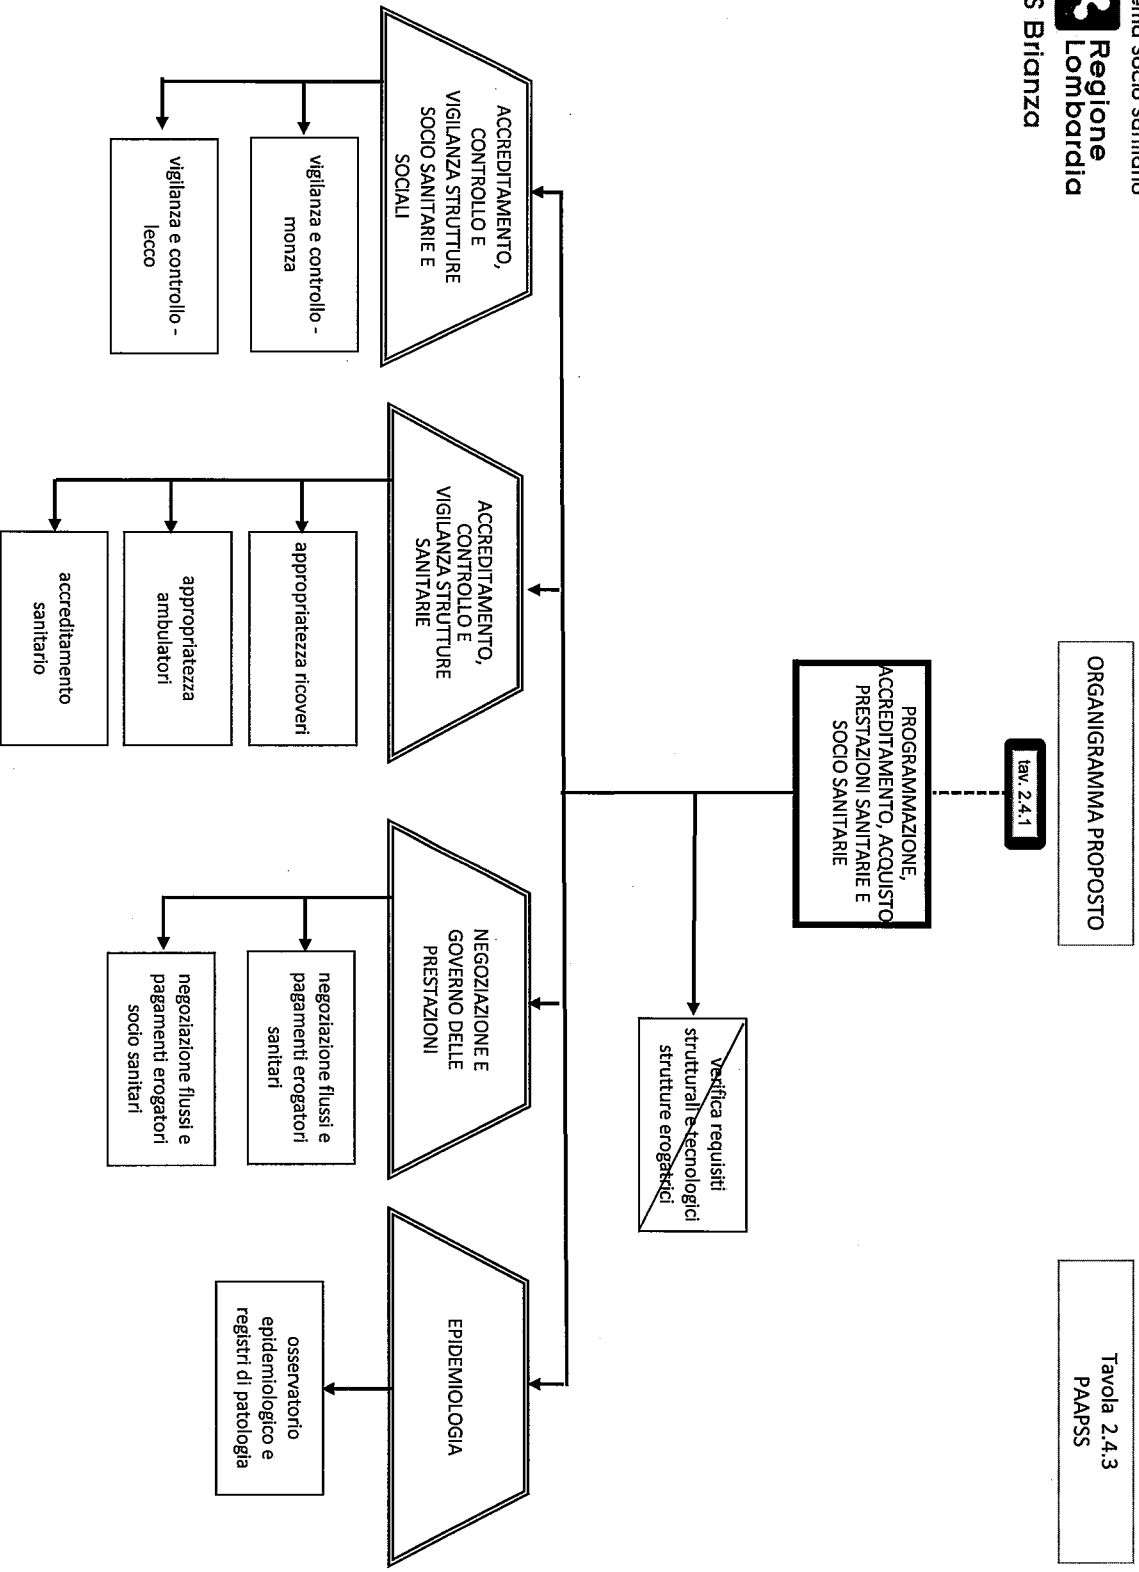 Regione
Lombardia
Brianza
ORGANIGRAMMA PROPOSTO
Tavola 2.4.3
PAAPSS
tav. 2.4.1
PROGRAMMAZIONE,
ACCREDITAMENTO, ACQUISTO
PRESTAZIONI SANITARIE E
SOCIO SANITARIE
verifica requisiti
strutturali e tecnologici
strutture erogatrici
ACCREDITAMENTO,
CONTROLLO E
VIGILANZA STRUTTURE
SOCIO SANITARIE E
SOCIALI
vigilanza e controllo -
monza
vigilanza e controllo -
lecco
ACCREDITAMENTO,
CONTROLLO E
VIGILANZA STRUTTURE
SANITARIE
appropriatezza ricoveri
appropriatezza
ambulatori
accreditamento
sanitario
NEGOZIAZIONE E
GOVERNO DELLE
PRESTAZIONI
negoziazione flussi e
pagamenti erogatori
sanitari
negoziazione flussi e
pagamenti erogatori
socio sanitari
EPIDEMIOLOGIA
osservatorio
epidemiologico e
registri di patologia